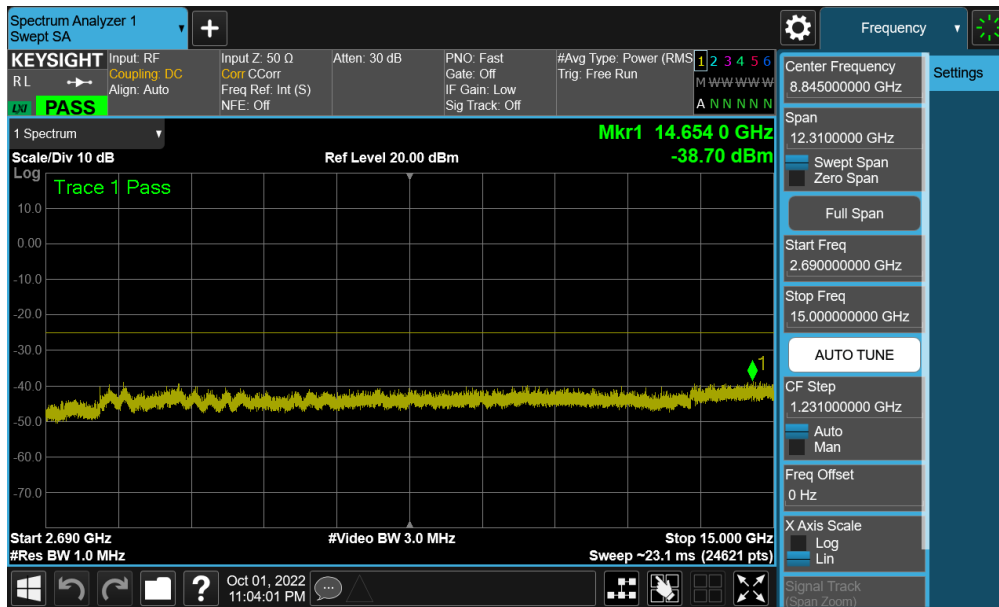 Spectrum Analyzer 1
Swept SA
Frequency
KEYSIGHT
R L
LXI PASS
Input: RF
Coupling: DC
Align: Auto
Input Z: 50 Ω
Corr CCorr
Freq Ref: Int (S)
NFE: Off
Atten: 30 dB
PNO: Fast
Gate: Off
IF Gain: Low
Sig Track: Off
#Avg Type: Power (RMS
Trig: Free Run
1 2 3 4 5 6
M W W W W W
A N N N N N
1 Spectrum
Mkr1 14.654 0 GHz
Scale/Div 10 dB
Ref Level 20.00 dBm
-38.70 dBm
Log
Trace 1 Pass
10.0
0.00
-10.0
-20.0
-30.0
-40.0
-50.0
-60.0
-70.0
1
Start 2.690 GHz
#Video BW 3.0 MHz
Stop 15.000 GHz
#Res BW 1.0 MHz
Sweep ~23.1 ms (24621 pts)
Oct 01, 2022
11:04:01 PM
Center Frequency
8.845000000 GHz
Settings
Span
12.3100000 GHz
Swept Span
Zero Span
Full Span
Start Freq
2.690000000 GHz
Stop Freq
15.000000000 GHz
AUTO TUNE
CF Step
1.231000000 GHz
Auto
Man
Freq Offset
0 Hz
X Axis Scale
Log
Lin
Signal Track
(Span Zoom)